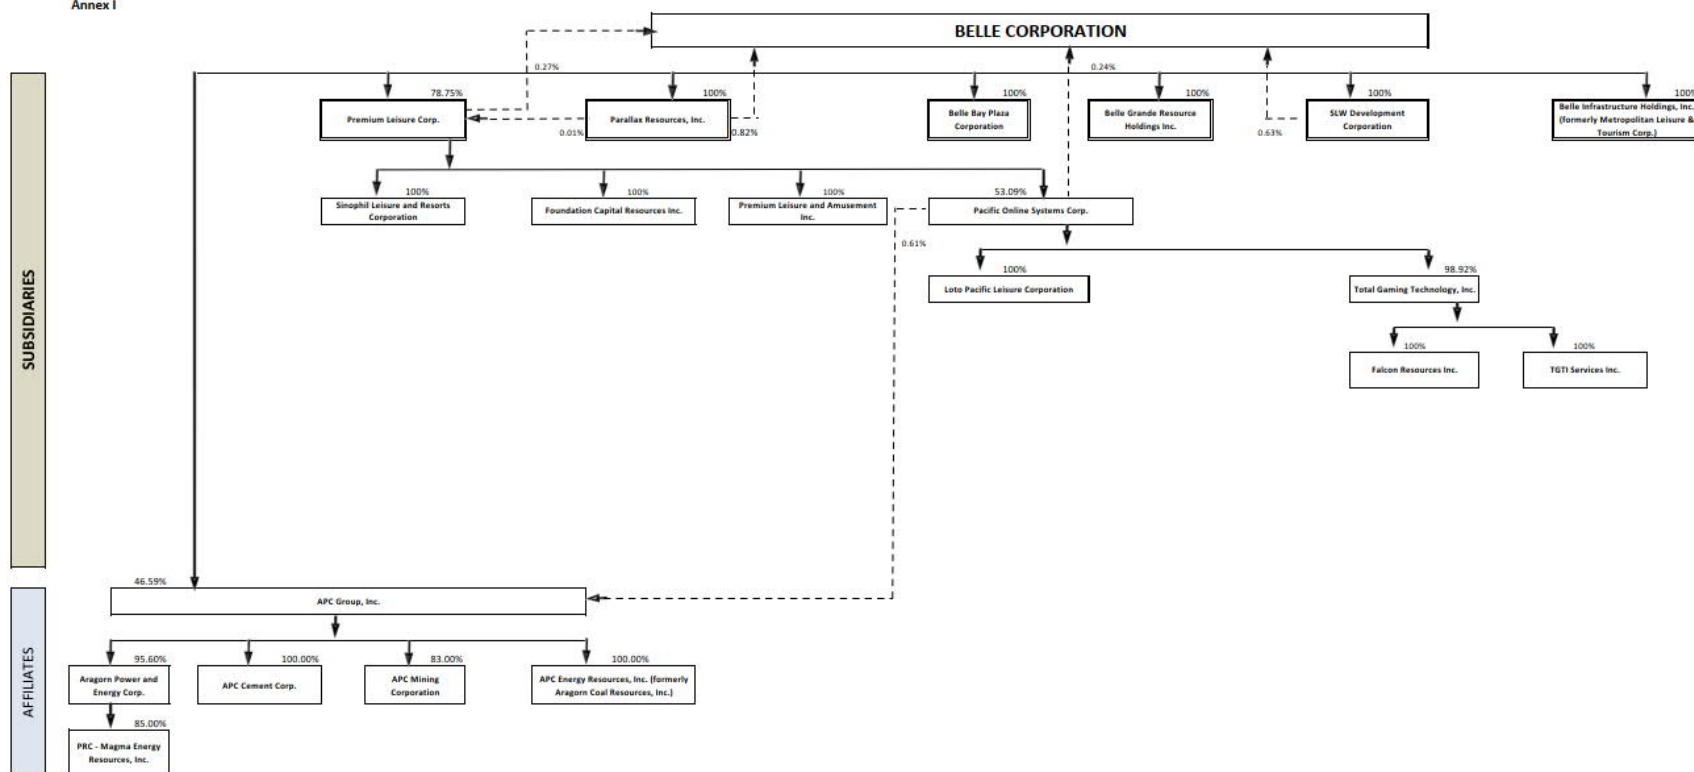 Annex I
BELLE CORPORATION
0.27%
0.24%
78.75%
100%
100%
100%
100%
100%
Premium Leisure Corp.
0.01%
Parallax Resources, Inc.
0.82%
Belle Bay Plaza
Corporation
Belle Grande Resource
Holdings Inc.
0.63%
SLW Development
Corporation
Belle Infrastructure Holdings, Inc.
(formerly Metropolitan Leisure &
Tourism Corp.)
SUBSIDIARIES
100%
100%
100%
53.09%
Sinophil Leisure and Resorts
Corporation
Foundation Capital Resources Inc.
Premium Leisure and Amusement
Inc.
Pacific Online Systems Corp.
0.61%
100%
98.92%
Loto Pacific Leisure Corporation
Total Gaming Technology, Inc.
100%
100%
Falcon Resources Inc.
TGTI Services Inc.
AFFILIATES
46.59%
APC Group, Inc.
95.60%
100.00%
83.00%
100.00%
Aragorn Power and
Energy Corp.
APC Cement Corp.
APC Mining
Corporation
APC Energy Resources, Inc. (formerly
Aragorn Coal Resources, Inc.)
85.00%
PRC - Magma Energy
Resources, Inc.